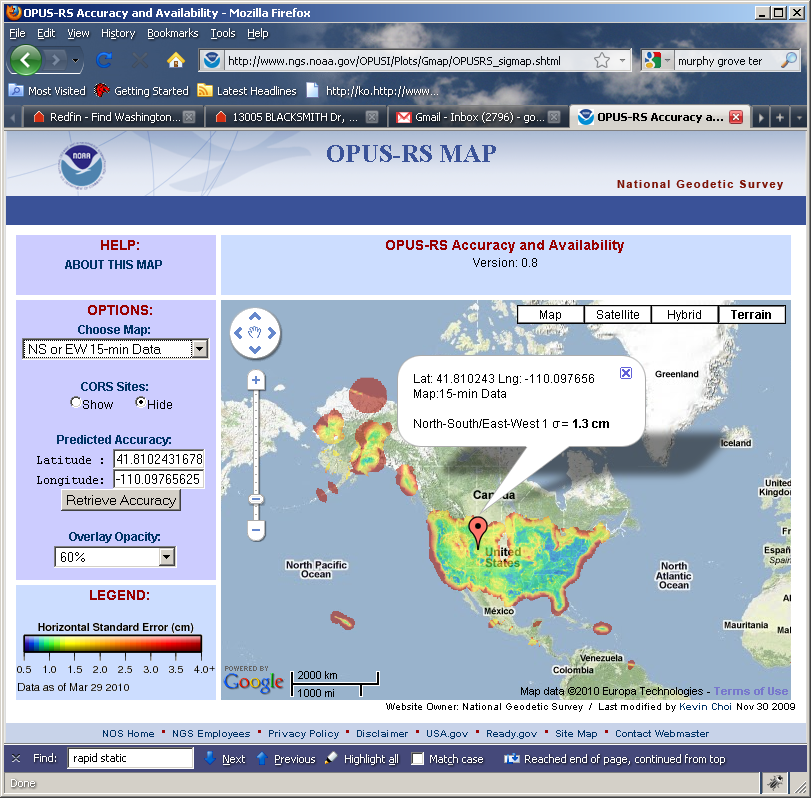 OPUS-RS Accuracy and Availability - Mozilla Firefox
File Edit View History Bookmarks Tools Help
http://www.ngs.noaa.gov/OPUSI/Plots/Gmap/OPUSRS_sigmap.shtml
murphy grove ter
Most Visited Getting Started Latest Headlines http://ko.http://www...
Redfin - Find Washington... 13005 BLACKSMITH Dr, ... Gmail - Inbox (2796) - go... OPUS-RS Accuracy a...
NOAA
OPUS-RS MAP
National Geodetic Survey
HELP:
ABOUT THIS MAP
OPUS-RS Accuracy and Availability
Version: 0.8
OPTIONS:
Choose Map:
NS or EW 15-min Data
CORS Sites:
Show Hide
Predicted Accuracy:
Latitude : 41.8102431678
Longitude: -110.09765625
Retrieve Accuracy
Overlay Opacity:
60%
LEGEND:
Horizontal Standard Error (cm)
0.5 1.0 1.5 2.0 2.5 3.0 3.5 4.0+
Data as of Mar 29 2010
Map Satellite Hybrid Terrain
Lat: 41.810243 Lng: -110.097656
Map:15-min Data
North-South/East-West 1 σ= 1.3 cm
Greenland
Iceland
Canada
United
Kingdom
United
States
España
Spain
North Pacific
Ocean
North
Atlantic
Ocean
México
Mauritania
Venezuela
Colombia
POWERED BY
Google
2000 km
1000 mi
Map data ©2010 Europa Technologies - Terms of Use
Website Owner: National Geodetic Survey / Last modified by Kevin Choi Nov 30 2009
NOS Home • NGS Employees • Privacy Policy • Disclaimer • USA.gov • Ready.gov • Site Map • Contact Webmaster
Find: rapid static Next Previous Highlight all Match case Reached end of page, continued from top
Done